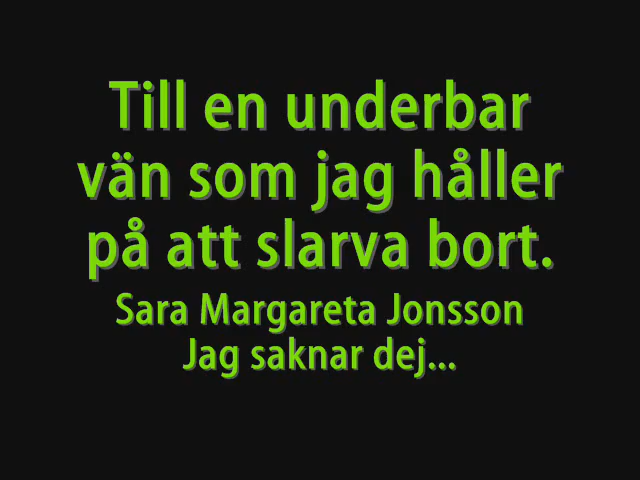 Till en underbar
vän som jag håller
på att slarva bort.
Sara Margareta Jonsson
Jag saknar dej...